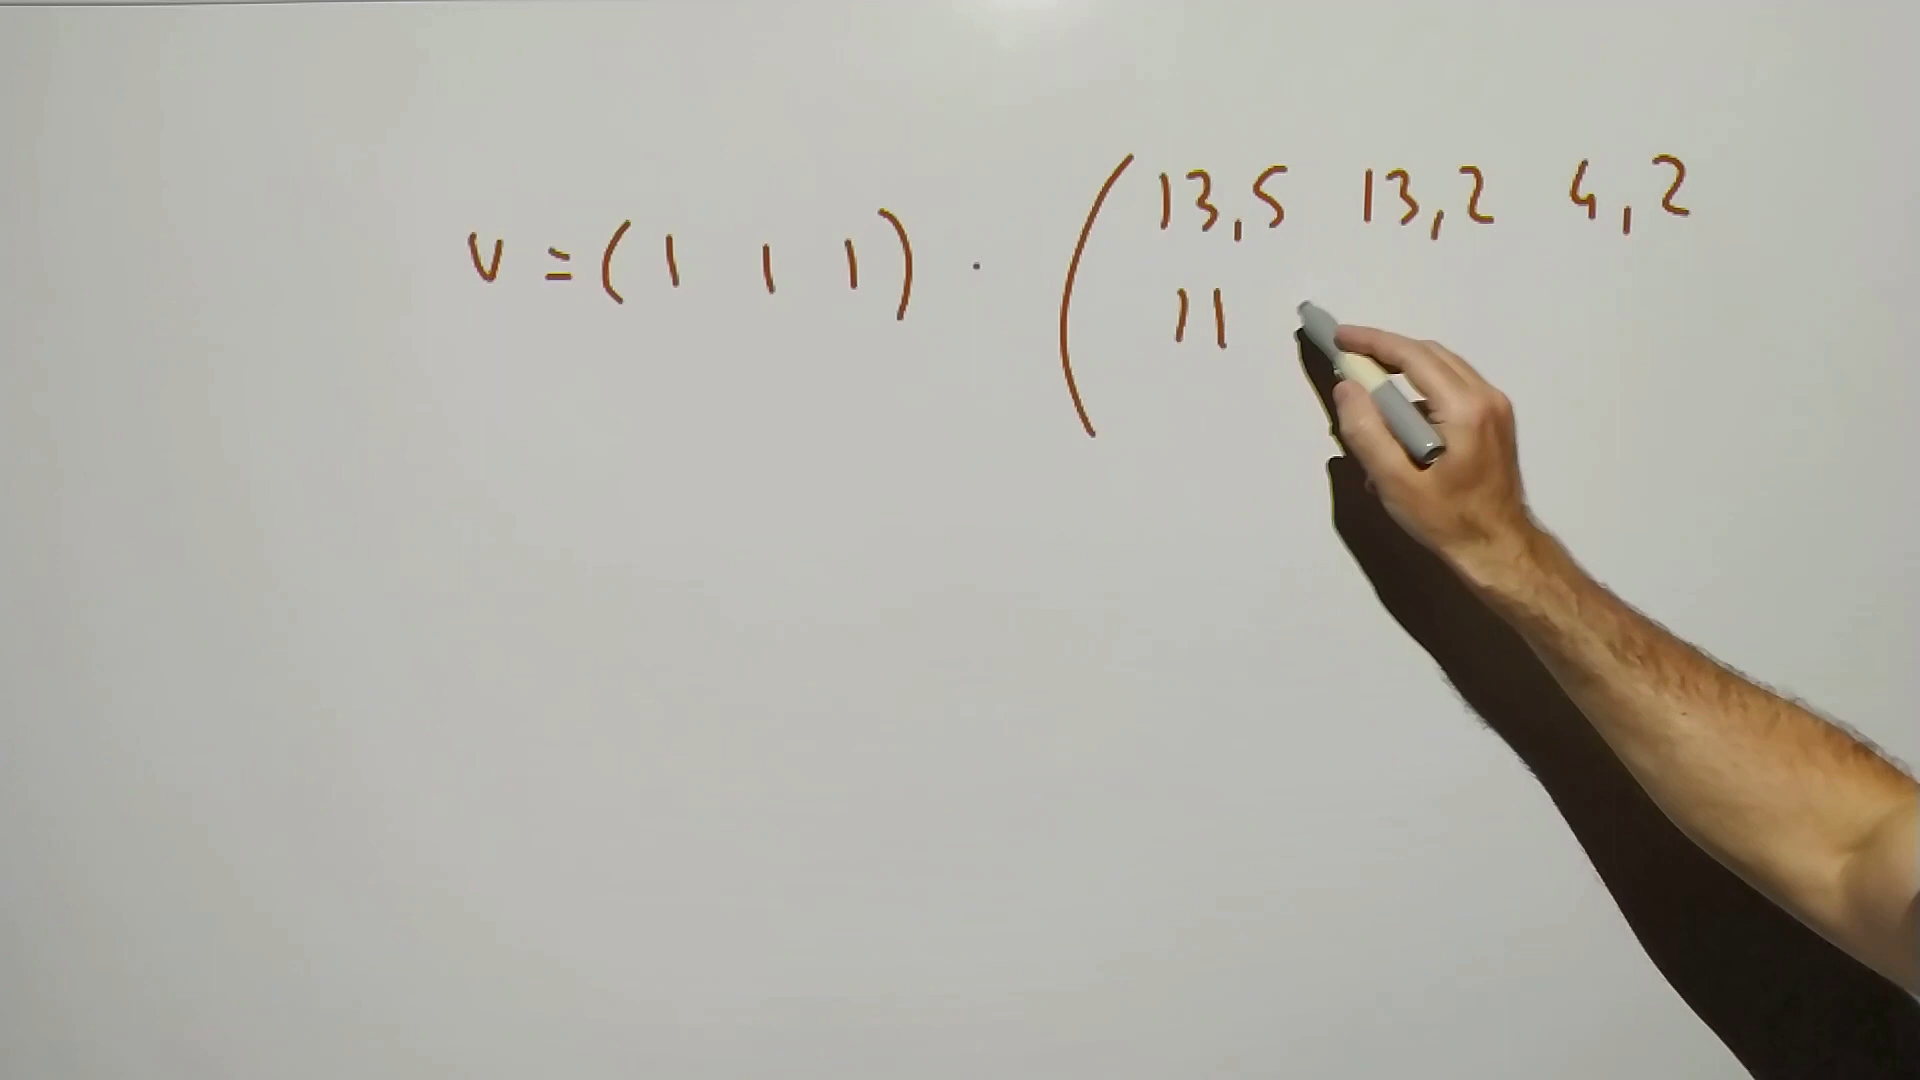 v = ( 1 1 1 ) · ( 13,5 13,2 4,2
11